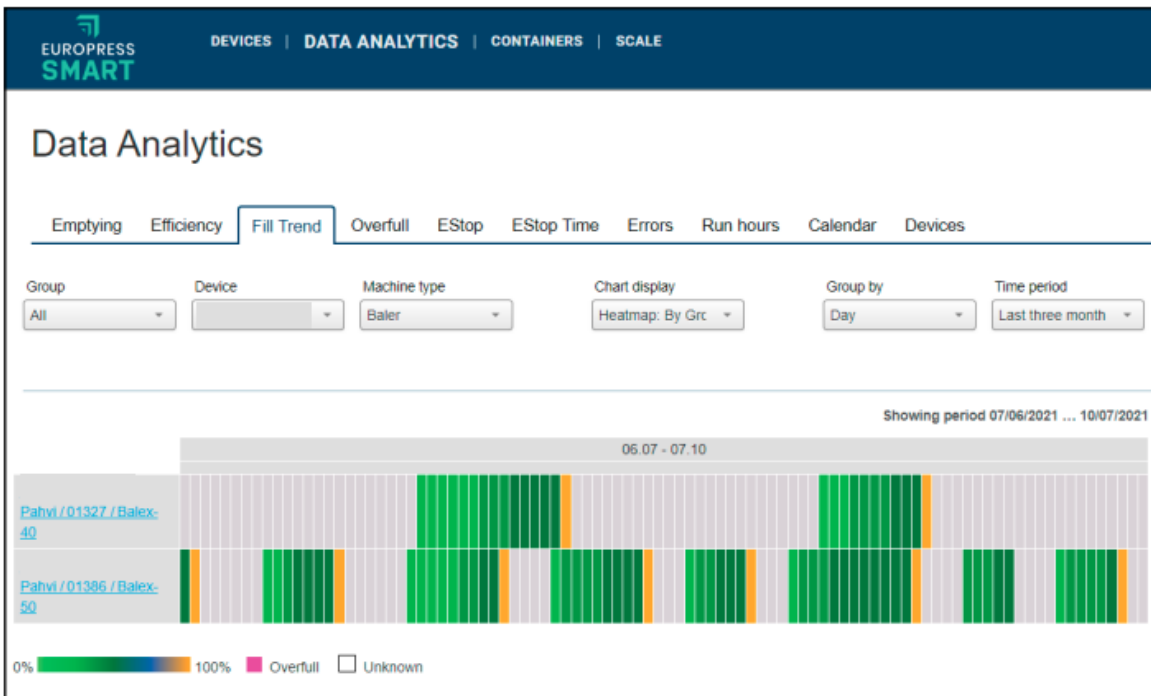 EUROPRESS
SMART
DEVICES | DATA ANALYTICS | CONTAINERS | SCALE
Data Analytics
Emptying Efficiency Fill Trend Overfull EStop EStop Time Errors Run hours Calendar Devices
Group Device Machine type Chart display Group by Time period
All Baler Heatmap: By Grc Day Last three month
Showing period 07/06/2021 ... 10/07/2021
06.07 - 07.10
Pahvi / 01327 / Balex-
40
Pahvi / 01386 / Balex-
50
0% 100% Overfull Unknown